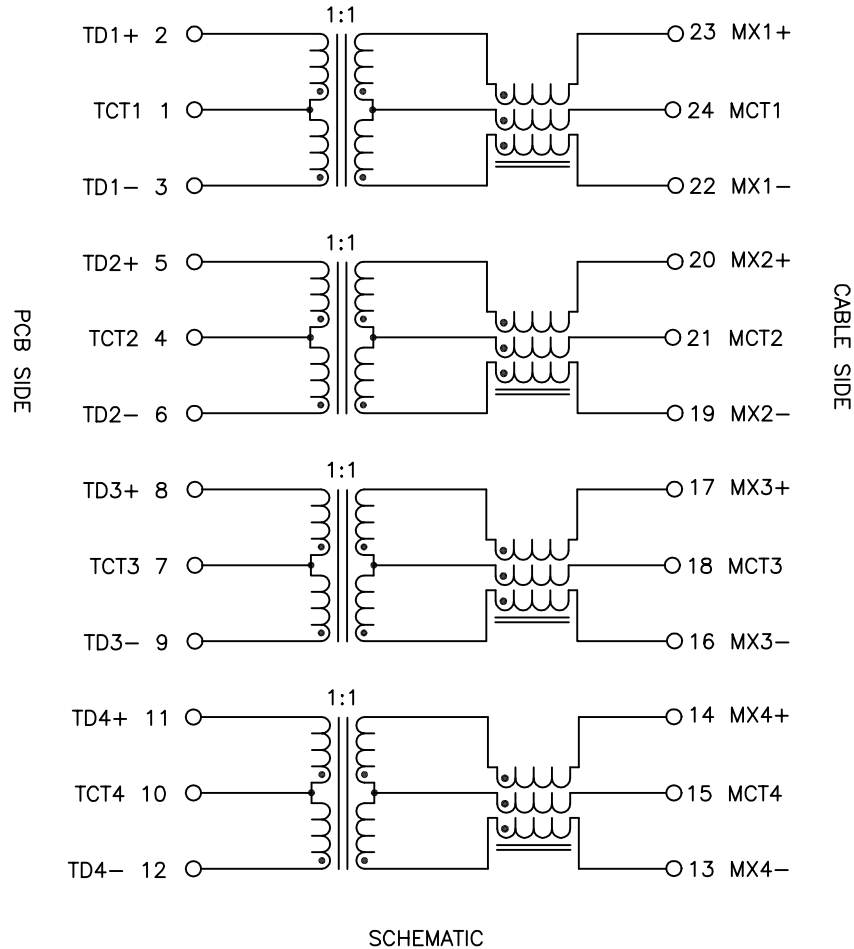 1:1
TD1+ 2
23 MX1+
TCT1 1
24 MCT1
TD1− 3
22 MX1−
1:1
TD2+ 5
20 MX2+
TCT2 4
21 MCT2
TD2− 6
19 MX2−
PCB SIDE
CABLE SIDE
1:1
TD3+ 8
17 MX3+
TCT3 7
18 MCT3
TD3− 9
16 MX3−
1:1
TD4+ 11
14 MX4+
TCT4 10
15 MCT4
TD4− 12
13 MX4−
SCHEMATIC